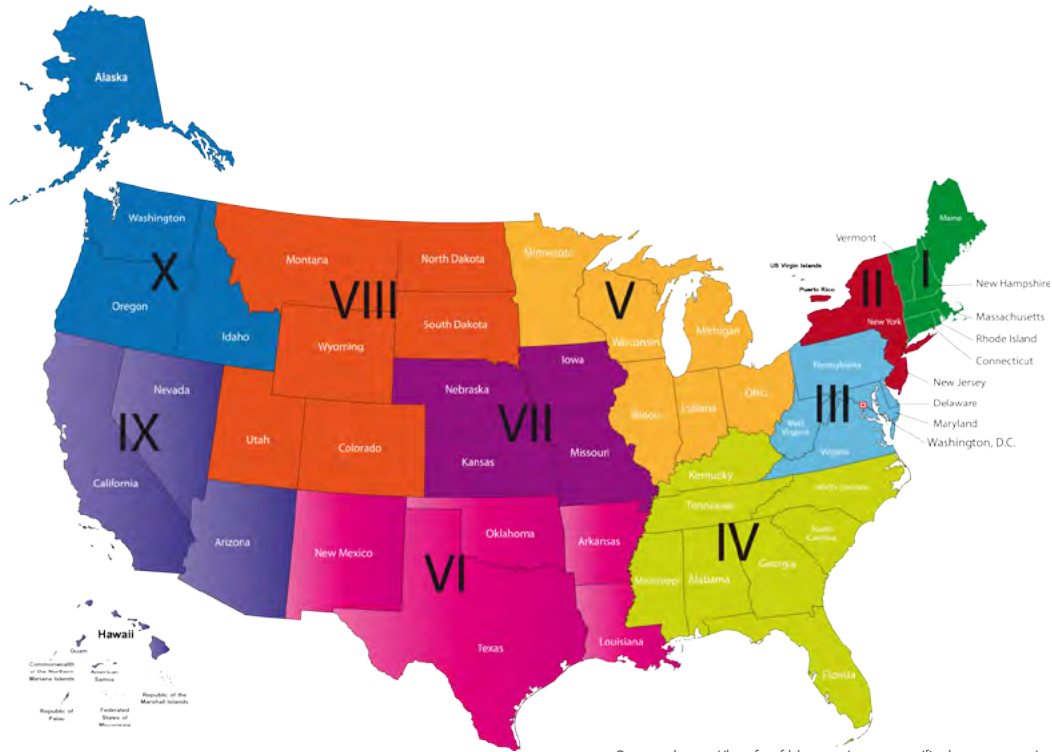 Alaska
Washington
Oregon
Idaho
X
Montana
North Dakota
VIII
South Dakota
Wyoming
Utah
Colorado
Minnesota
V
Wisconsin
Michigan
Illinois
Indiana
Ohio
Iowa
Nebraska
VII
Kansas
Missouri
Nevada
IX
California
Arizona
New Mexico
Oklahoma
Arkansas
VI
Texas
Louisiana
Kentucky
Tennessee
North Carolina
South
Carolina
IV
Mississippi
Alabama
Georgia
Florida
Maine
Vermont
I
New Hampshire
Massachusetts
Rhode Island
Connecticut
US Virgin Islands
Puerto Rico
II
New York
New Jersey
Pennsylvania
III
West
Virginia
Virginia
Delaware
Maryland
Washington, D.C.
Hawaii
Guam
Commonwealth
of the Northern
Mariana Islands
American
Samoa
Republic of the
Marshall Islands
Republic of
Palau
Federated
States of
Micronesia